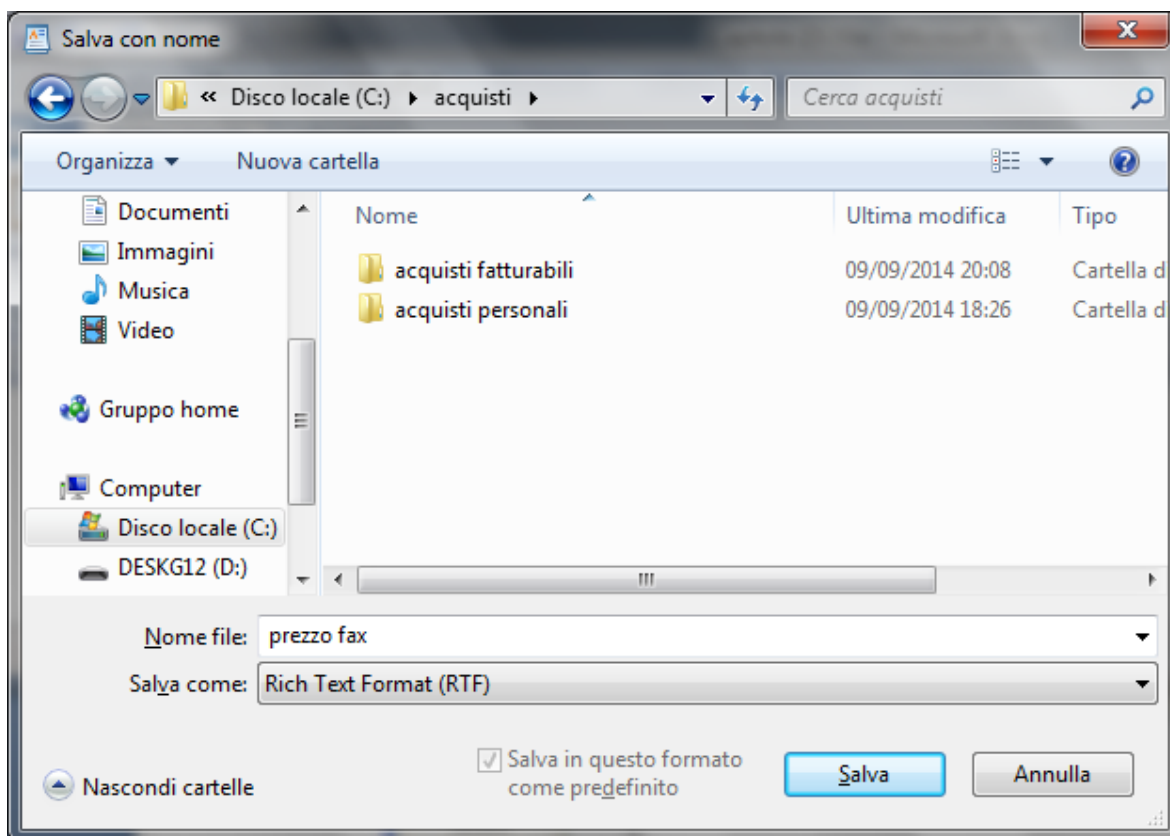 Salva con nome
« Disco locale (C:) ▸ acquisti ▸
Cerca acquisti
Organizza
Nuova cartella
Documenti
Immagini
Musica
Video
Gruppo home
Computer
Disco locale (C:)
DESKG12 (D:)
Nome Ultima modifica Tipo
acquisti fatturabili 09/09/2014 20:08 Cartella d
acquisti personali 09/09/2014 18:26 Cartella d
Nome file: prezzo fax
Salva come: Rich Text Format (RTF)
Nascondi cartelle
Salva in questo formato
come predefinito
Salva
Annulla